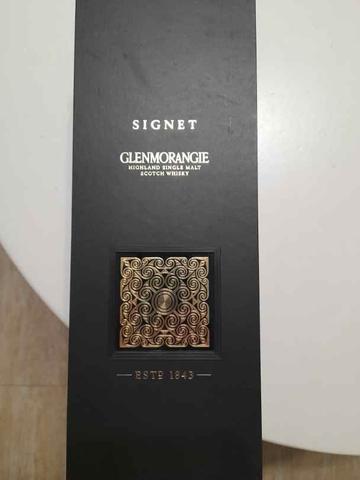 SIGNET
GLENMORANGIE
HIGHLAND SINGLE MALT
SCOTCH WHISKY
ESTD 1843